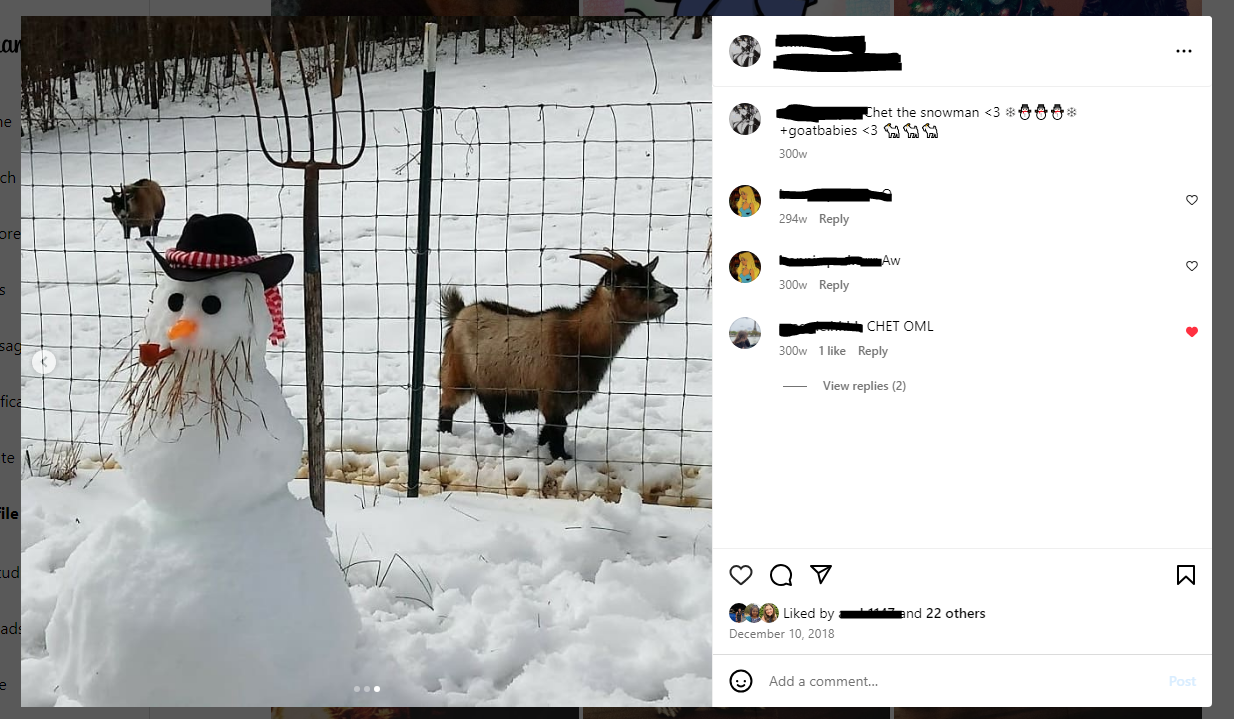 Chet the snowman <3 ❄⛄⛄⛄❄
+goatbabies <3 🐐🐐🐐
300w
294w Reply
Aw
300w Reply
CHET OML
300w 1 like Reply
View replies (2)
Liked by and 22 others
December 10, 2018
Add a comment... Post